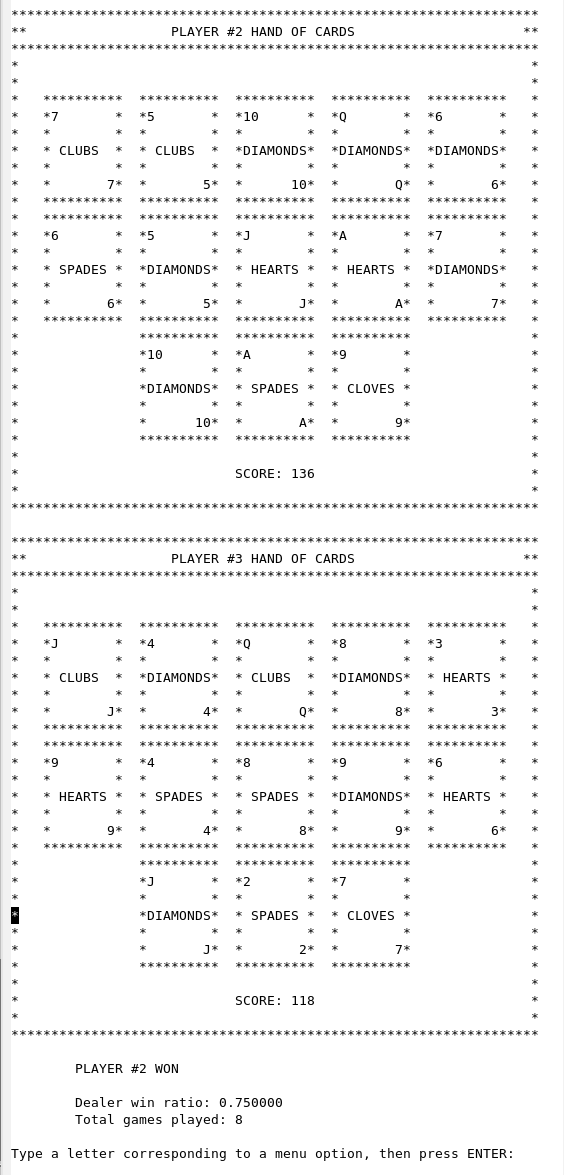 ******************************************************************
**                  PLAYER #2 HAND OF CARDS                     **
******************************************************************
*                                                                *
*                                                                *
*   **********  **********  **********  **********  **********   *
*   *7       *  *5       *  *10      *  *Q       *  *6       *   *
*   *        *  *        *  *        *  *        *  *        *   *
*   * CLUBS  *  * CLUBS  *  *DIAMONDS*  *DIAMONDS*  *DIAMONDS*   *
*   *        *  *        *  *        *  *        *  *        *   *
*   *       7*  *       5*  *      10*  *       Q*  *       6*   *
*   **********  **********  **********  **********  **********   *
*   **********  **********  **********  **********  **********   *
*   *6       *  *5       *  *J       *  *A       *  *7       *   *
*   *        *  *        *  *        *  *        *  *        *   *
*   * SPADES *  *DIAMONDS*  * HEARTS *  * HEARTS *  *DIAMONDS*   *
*   *        *  *        *  *        *  *        *  *        *   *
*   *       6*  *       5*  *       J*  *       A*  *       7*   *
*   **********  **********  **********  **********  **********   *
*               **********  **********  **********               *
*               *10      *  *A       *  *9       *               *
*               *        *  *        *  *        *               *
*               *DIAMONDS*  * SPADES *  * CLOVES *               *
*               *        *  *        *  *        *               *
*               *      10*  *       A*  *       9*               *
*               **********  **********  **********               *
*                                                                *
*                           SCORE: 136                           *
*                                                                *
******************************************************************

******************************************************************
**                  PLAYER #3 HAND OF CARDS                     **
******************************************************************
*                                                                *
*                                                                *
*   **********  **********  **********  **********  **********   *
*   *J       *  *4       *  *Q       *  *8       *  *3       *   *
*   *        *  *        *  *        *  *        *  *        *   *
*   * CLUBS  *  *DIAMONDS*  * CLUBS  *  *DIAMONDS*  * HEARTS *   *
*   *        *  *        *  *        *  *        *  *        *   *
*   *       J*  *       4*  *       Q*  *       8*  *       3*   *
*   **********  **********  **********  **********  **********   *
*   **********  **********  **********  **********  **********   *
*   *9       *  *4       *  *8       *  *9       *  *6       *   *
*   *        *  *        *  *        *  *        *  *        *   *
*   * HEARTS *  * SPADES *  * SPADES *  *DIAMONDS*  * HEARTS *   *
*   *        *  *        *  *        *  *        *  *        *   *
*   *       9*  *       4*  *       8*  *       9*  *       6*   *
*   **********  **********  **********  **********  **********   *
*               **********  **********  **********               *
*               *J       *  *2       *  *7       *               *
*               *        *  *        *  *        *               *
*               *DIAMONDS*  * SPADES *  * CLOVES *               *
*               *        *  *        *  *        *               *
*               *       J*  *       2*  *       7*               *
*               **********  **********  **********               *
*                                                                *
*                           SCORE: 118                           *
*                                                                *
******************************************************************

        PLAYER #2 WON

        Dealer win ratio: 0.750000
        Total games played: 8

Type a letter corresponding to a menu option, then press ENTER: